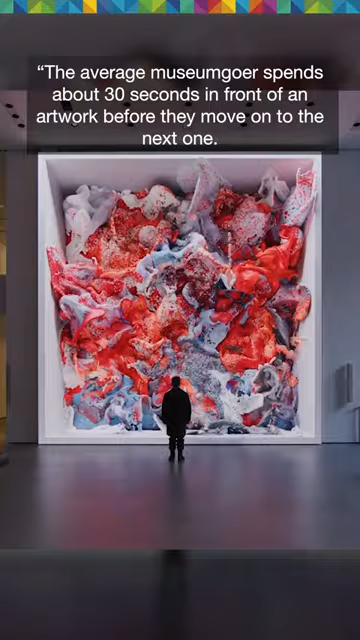 “The average museumgoer spends
about 30 seconds in front of an
artwork before they move on to the
next one.